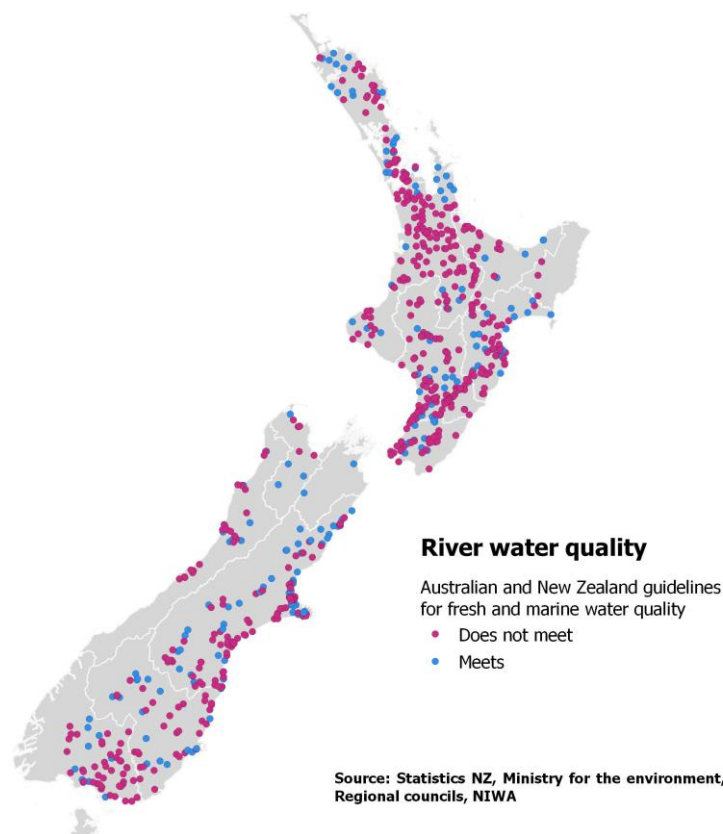 River water quality
Australian and New Zealand guidelines
for fresh and marine water quality
Does not meet
Meets
Source: Statistics NZ, Ministry for the environment,
Regional councils, NIWA